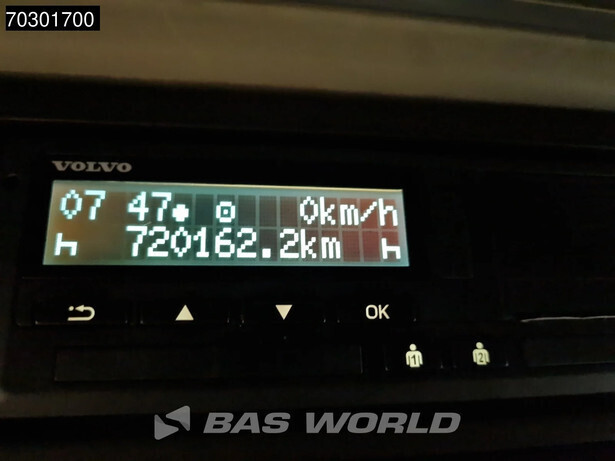 70301700
VOLVO
07 47 0km/h
720162.2km
OK
1 2
BAS WORLD